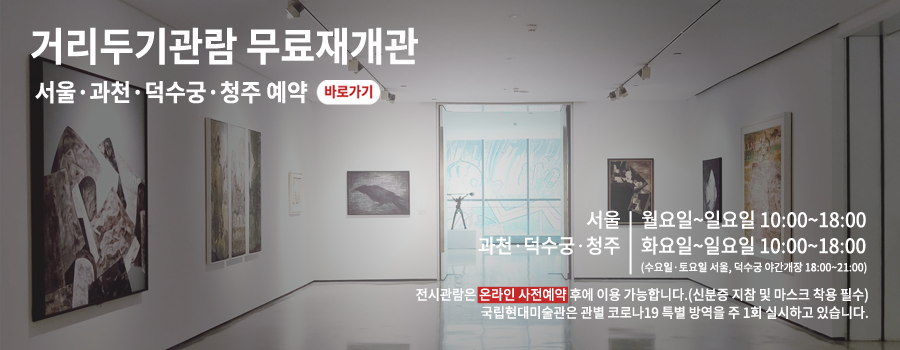 거리두기관람 무료재개관
서울·과천·덕수궁·청주 예약 바로가기
서울 월요일~일요일 10:00~18:00
과천·덕수궁·청주 화요일~일요일 10:00~18:00
(수요일·토요일 서울, 덕수궁 야간개장 18:00~21:00)
전시관람은 온라인 사전예약 후에 이용 가능합니다.(신분증 지참 및 마스크 착용 필수)
국립현대미술관은 관별 코로나19 특별 방역을 주 1회 실시하고 있습니다.